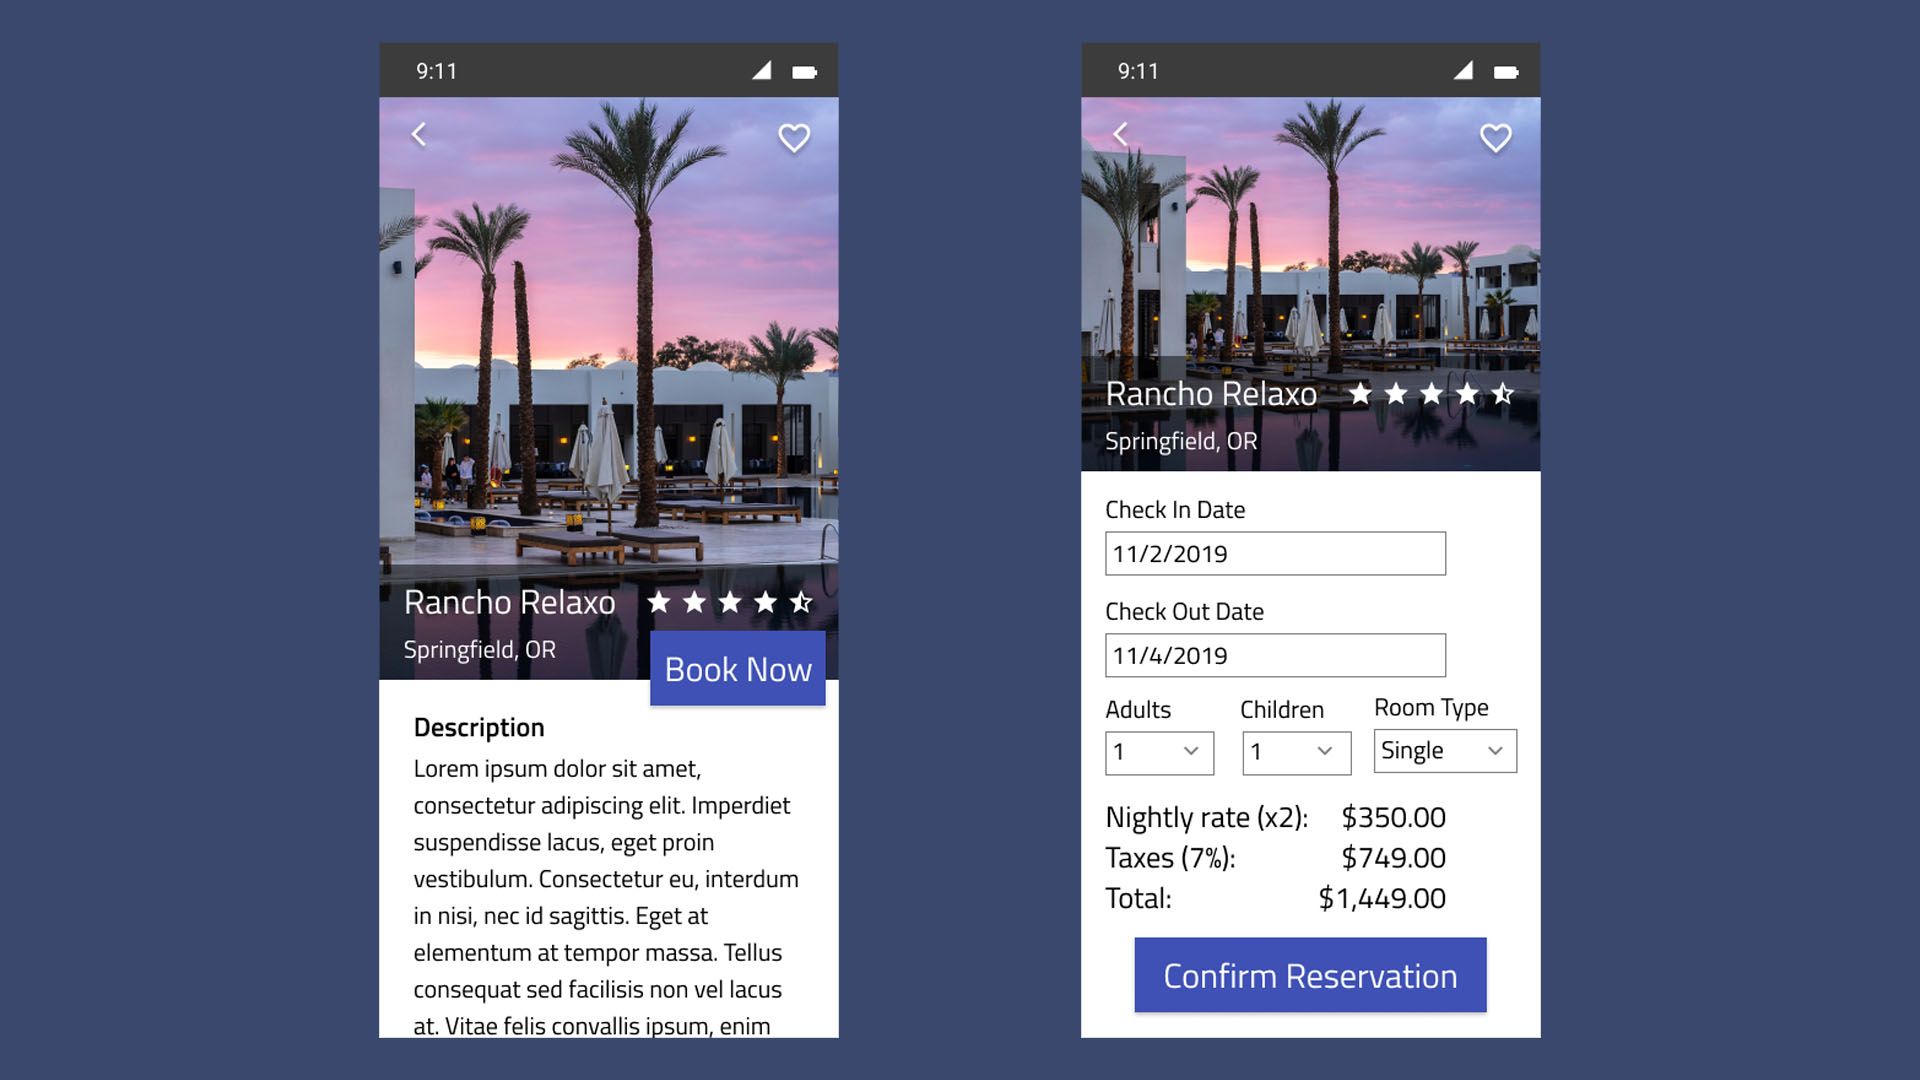 9:11
Rancho Relaxo
Springfield, OR
Book Now
Description
Lorem ipsum dolor sit amet,
consectetur adipiscing elit. Imperdiet
suspendisse lacus, eget proin
vestibulum. Consectetur eu, interdum
in nisi, nec id sagittis. Eget at
elementum at tempor massa. Tellus
consequat sed facilisis non vel lacus
at. Vitae felis convallis ipsum, enim
9:11
Rancho Relaxo
Springfield, OR
Check In Date
11/2/2019
Check Out Date
11/4/2019
Adults Children Room Type
1 1 Single
Nightly rate (x2): $350.00
Taxes (7%): $749.00
Total: $1,449.00
Confirm Reservation